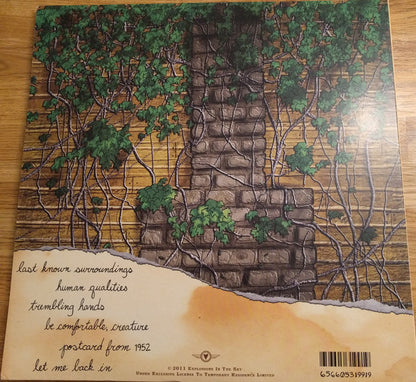 last known surroundings
human qualities
trembling hands
be comfortable, creature
postcard from 1952
let me back in
© 2011 Explosions In The Sky
Under Exclusive License To Temporary Residence Limited
656605319919